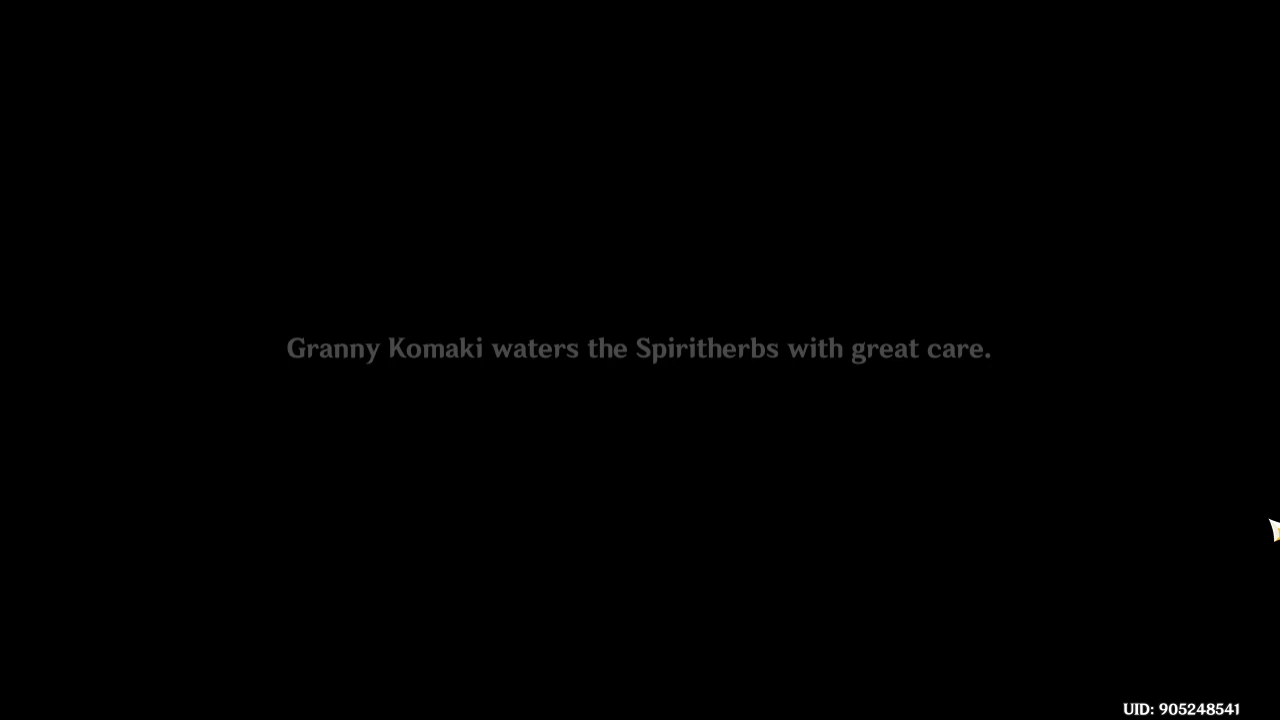 Granny Komaki waters the Spiritherbs with great care.
UID: 905248541